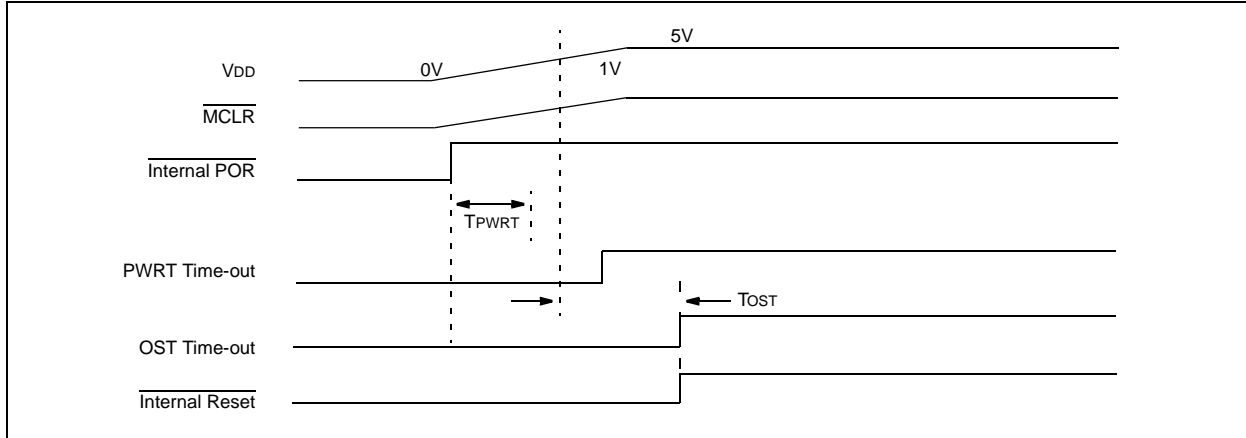 5V
VDD 0V 1V
MCLR
Internal POR
TPWRT
PWRT Time-out
TOST
OST Time-out
Internal Reset